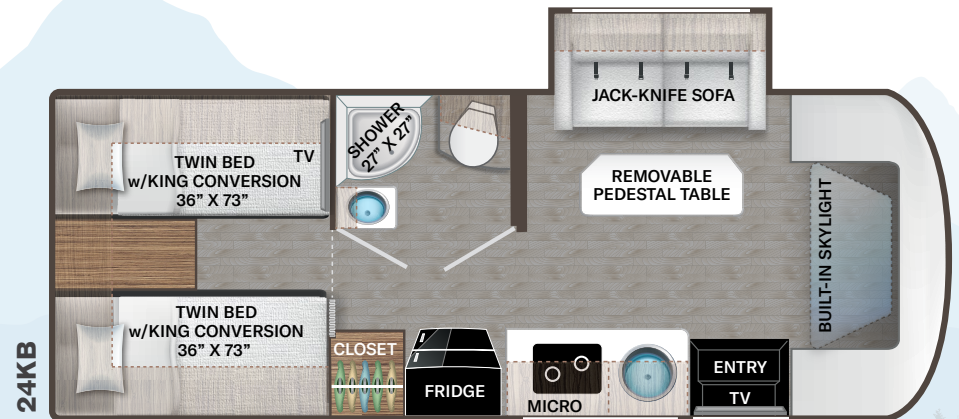 JACK-KNIFE SOFA
SHOWER
27” X 27”
TV
TWIN BED
w/KING CONVERSION
36” X 73”
REMOVABLE
PEDESTAL TABLE
BUILT-IN SKYLIGHT
TWIN BED
w/KING CONVERSION
36” X 73”
CLOSET
FRIDGE
MICRO
ENTRY
TV
24KB